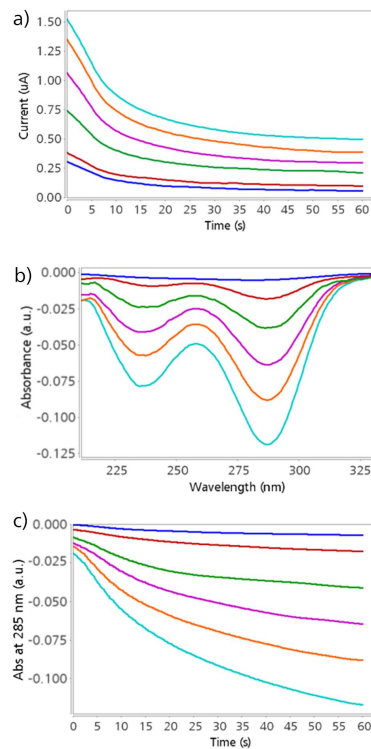 a)
Current (uA)
1.50
1.25
1.00
0.75
0.50
0.25
0.00
0 5 10 15 20 25 30 35 40 45 50 55 60
Time (s)
b)
Absorbance (a.u.)
0.000
-0.025
-0.050
-0.075
-0.100
-0.125
225 250 275 300 325
Wavelength (nm)
c)
Abs at 285 nm (a.u.)
0.000
-0.025
-0.050
-0.075
-0.100
0 5 10 15 20 25 30 35 40 45 50 55 60
Time (s)